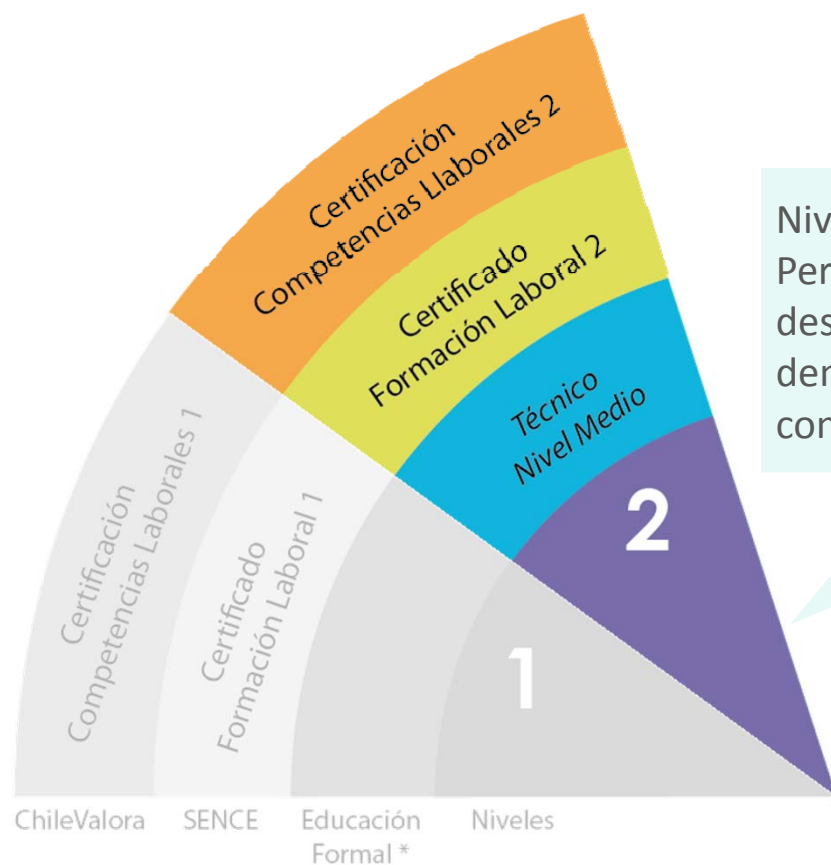 Certificación
Competencias Llaborales 2
Certificado
Formación Laboral 2
Técnico
Nivel Medio
2
Certificación
Competencias Laborales 1
Certificado
Formación Laboral 1
1
ChileValora
SENCE
Educación
Formal *
Niveles